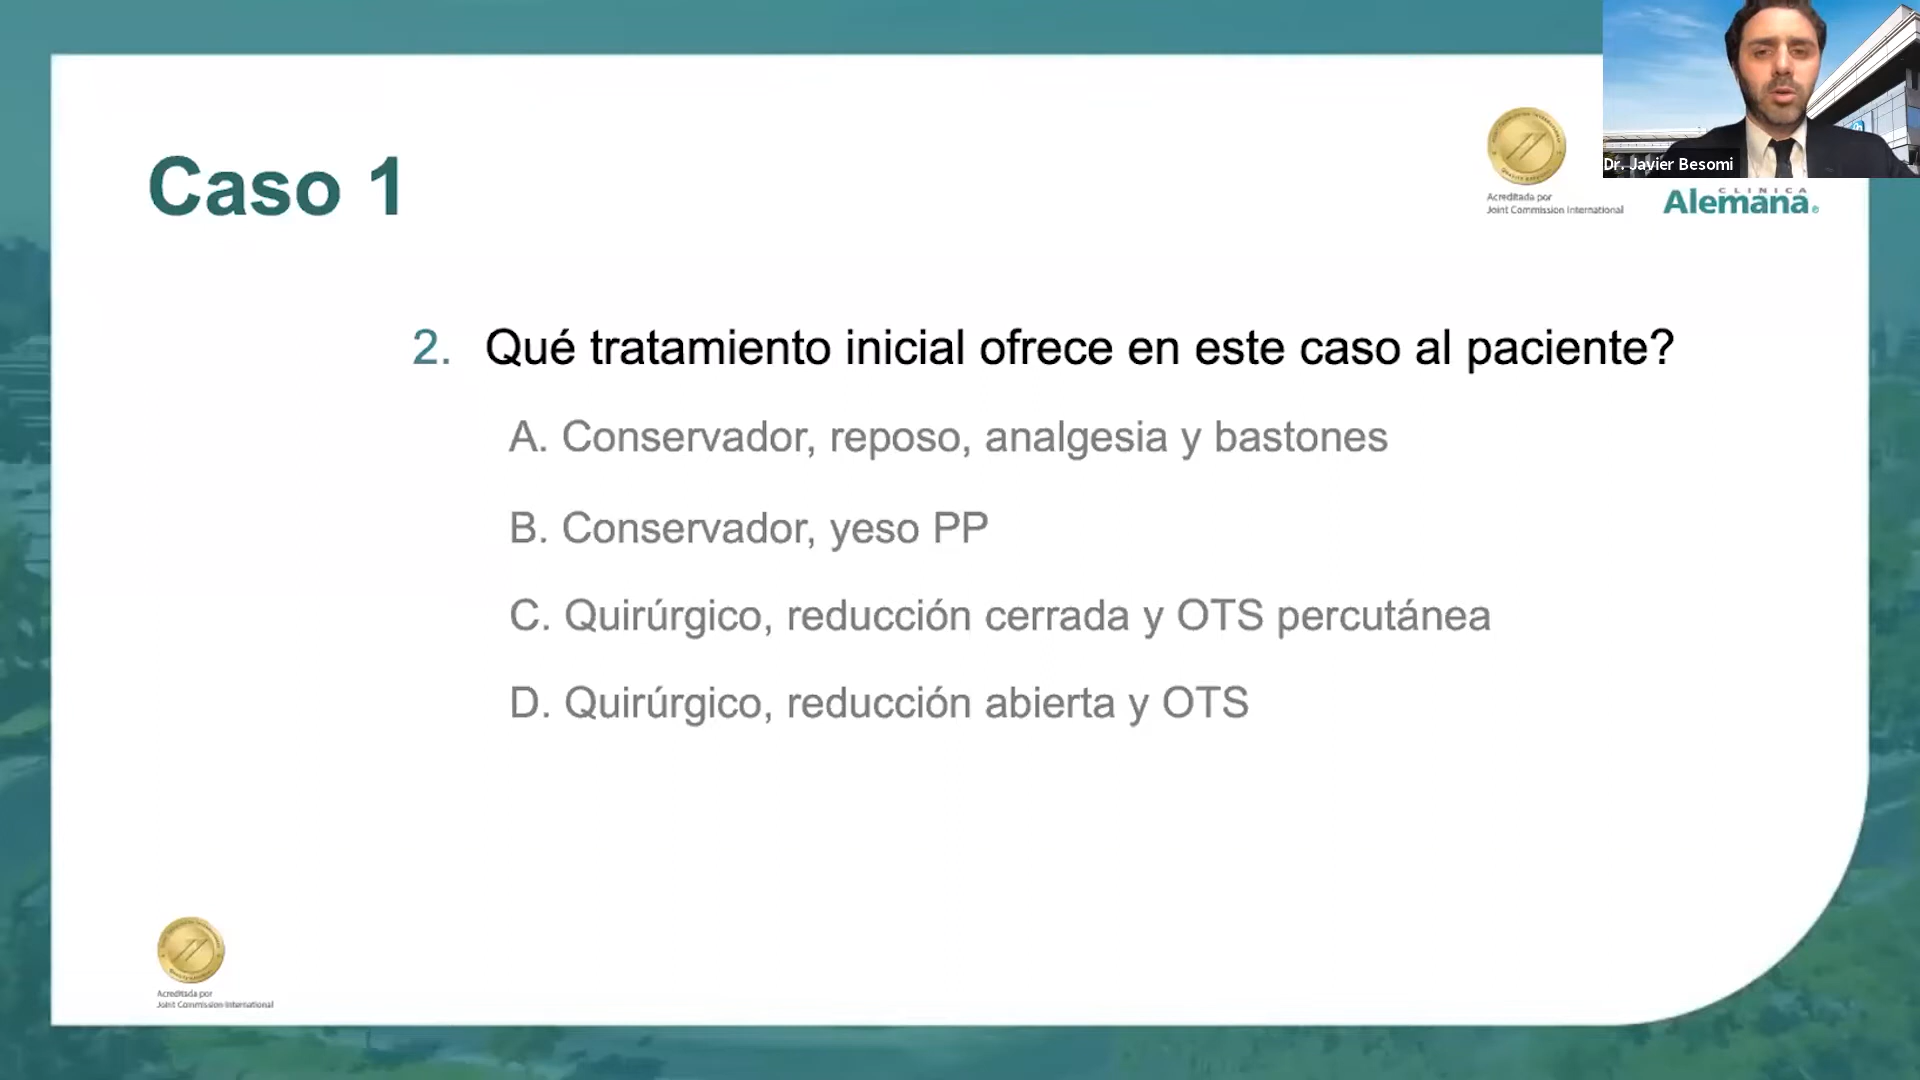 Caso 1
Acreditada por
Joint Commission International
CLINICA
Alemana
Dr. Javier Besomi
2. Qué tratamiento inicial ofrece en este caso al paciente?
A. Conservador, reposo, analgesia y bastones
B. Conservador, yeso PP
C. Quirúrgico, reducción cerrada y OTS percutánea
D. Quirúrgico, reducción abierta y OTS
Acreditada por
Joint Commission International